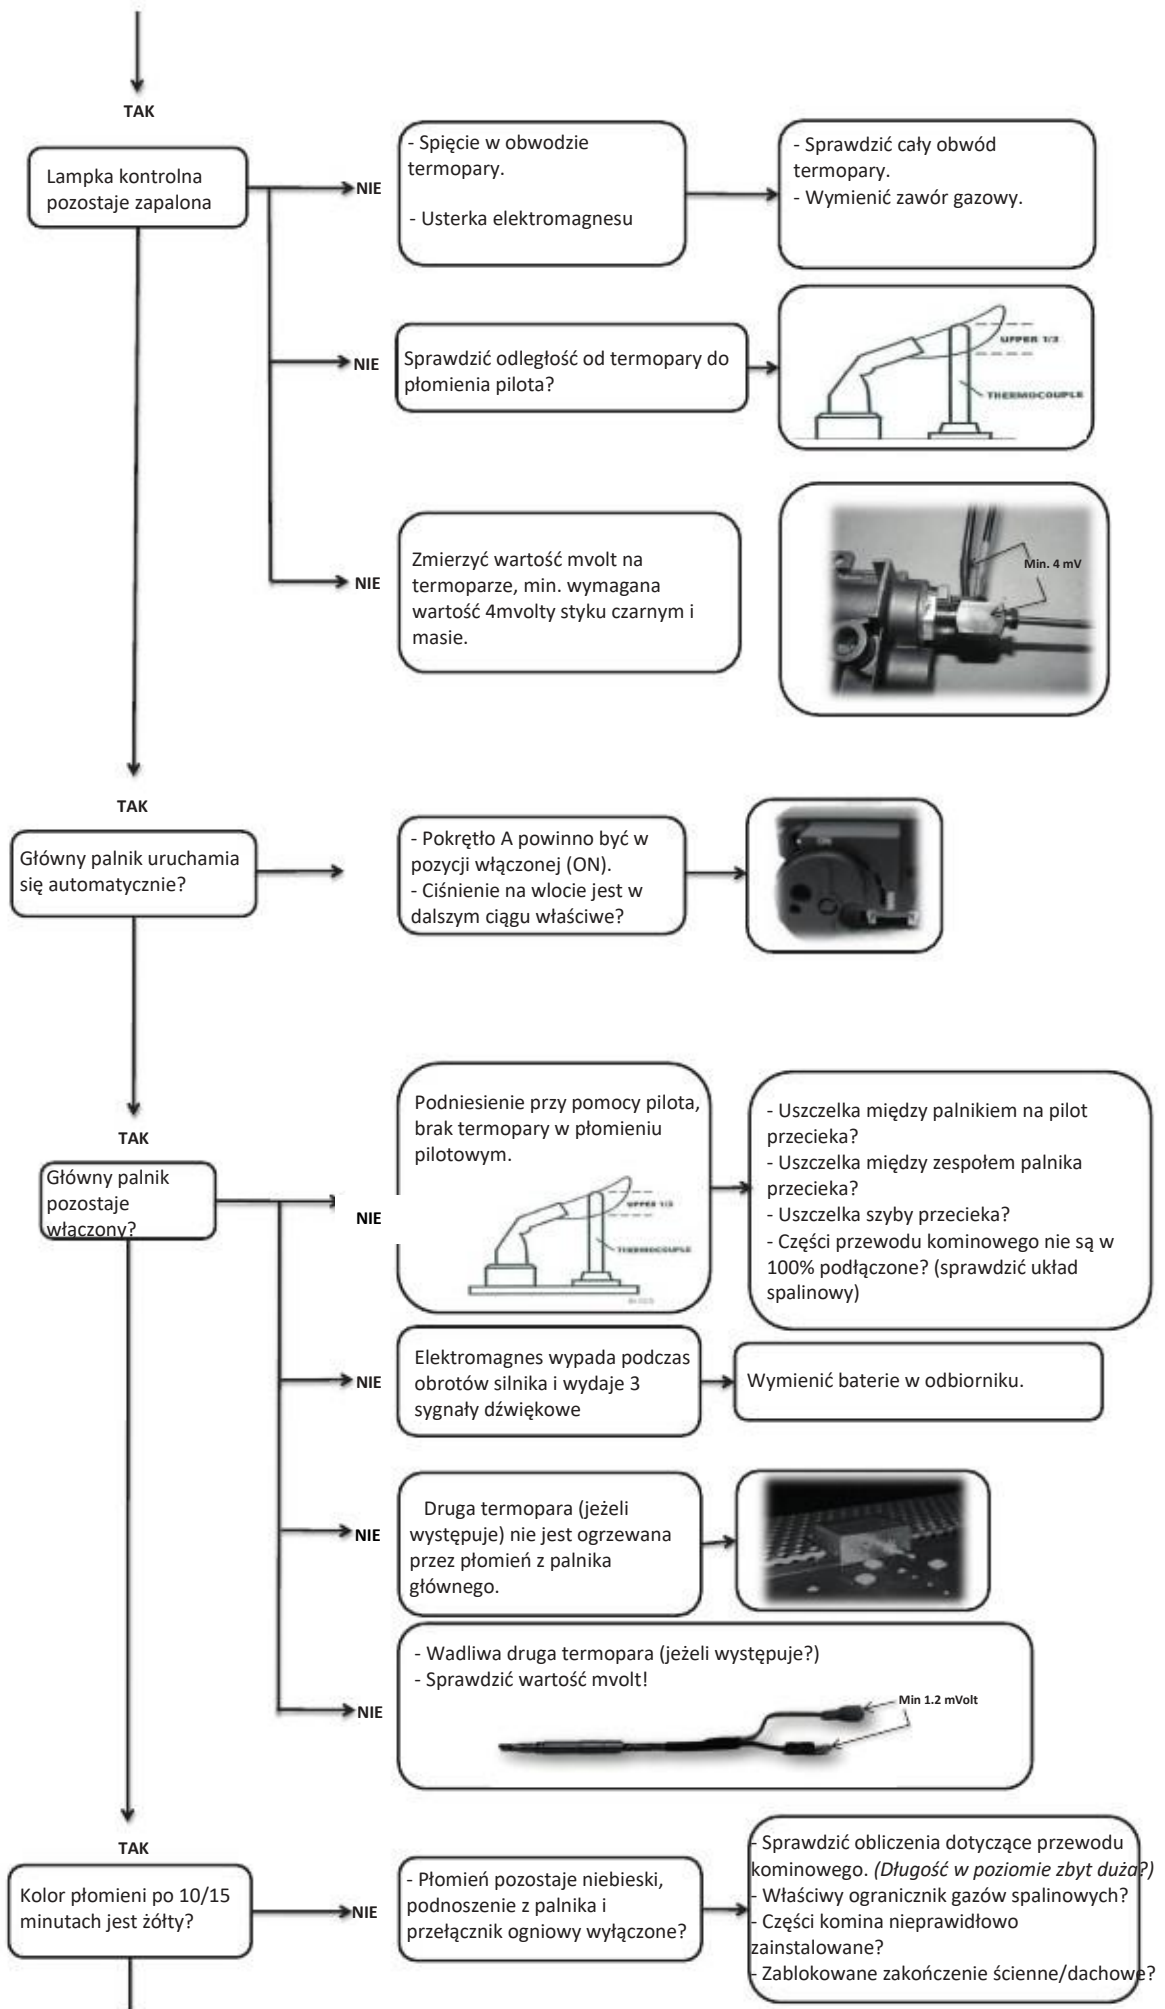 TAK
Lampka kontrolna
pozostaje zapalona
NIE
- Spięcie w obwodzie
termopary.
- Usterka elektromagnesu
- Sprawdzić cały obwód
termopary.
- Wymienić zawór gazowy.
NIE
Sprawdzić odległość od termopary do
płomienia pilota?
UPPER 1/3
THERMOCOUPLE
NIE
Zmierzyć wartość mvolt na
termoparze, min. wymagana
wartość 4mvolty styku czarnym i
masie.
Min. 4 mV
TAK
Główny palnik uruchamia
się automatycznie?
- Pokrętło A powinno być w
pozycji włączonej (ON).
- Ciśnienie na wlocie jest w
dalszym ciągu właściwe?
ON
TAK
Główny palnik
pozostaje
włączony?
NIE
Podniesienie przy pomocy pilota,
brak termopary w płomieniu
pilotowym.
UPPER 1/3
THERMOCOUPLE
- Uszczelka między palnikiem na pilot
przecieka?
- Uszczelka między zespołem palnika
przecieka?
- Uszczelka szyby przecieka?
- Części przewodu kominowego nie są w
100% podłączone? (sprawdzić układ
spalinowy)
NIE
Elektromagnes wypada podczas
obrotów silnika i wydaje 3
sygnały dźwiękowe
Wymienić baterie w odbiorniku.
NIE
Druga termopara (jeżeli
występuje) nie jest ogrzewana
przez płomień z palnika
głównego.
NIE
- Wadliwa druga termopara (jeżeli występuje?)
- Sprawdzić wartość mvolt!
Min 1.2 mVolt
TAK
Kolor płomieni po 10/15
minutach jest żółty?
NIE
- Płomień pozostaje niebieski,
podnoszenie z palnika i
przełącznik ogniowy wyłączone?
- Sprawdzić obliczenia dotyczące przewodu
kominowego. (Długość w poziomie zbyt duża?)
- Właściwy ogranicznik gazów spalinowych?
- Części komina nieprawidłowo
zainstalowane?
- Zablokowane zakończenie ścienne/dachowe?